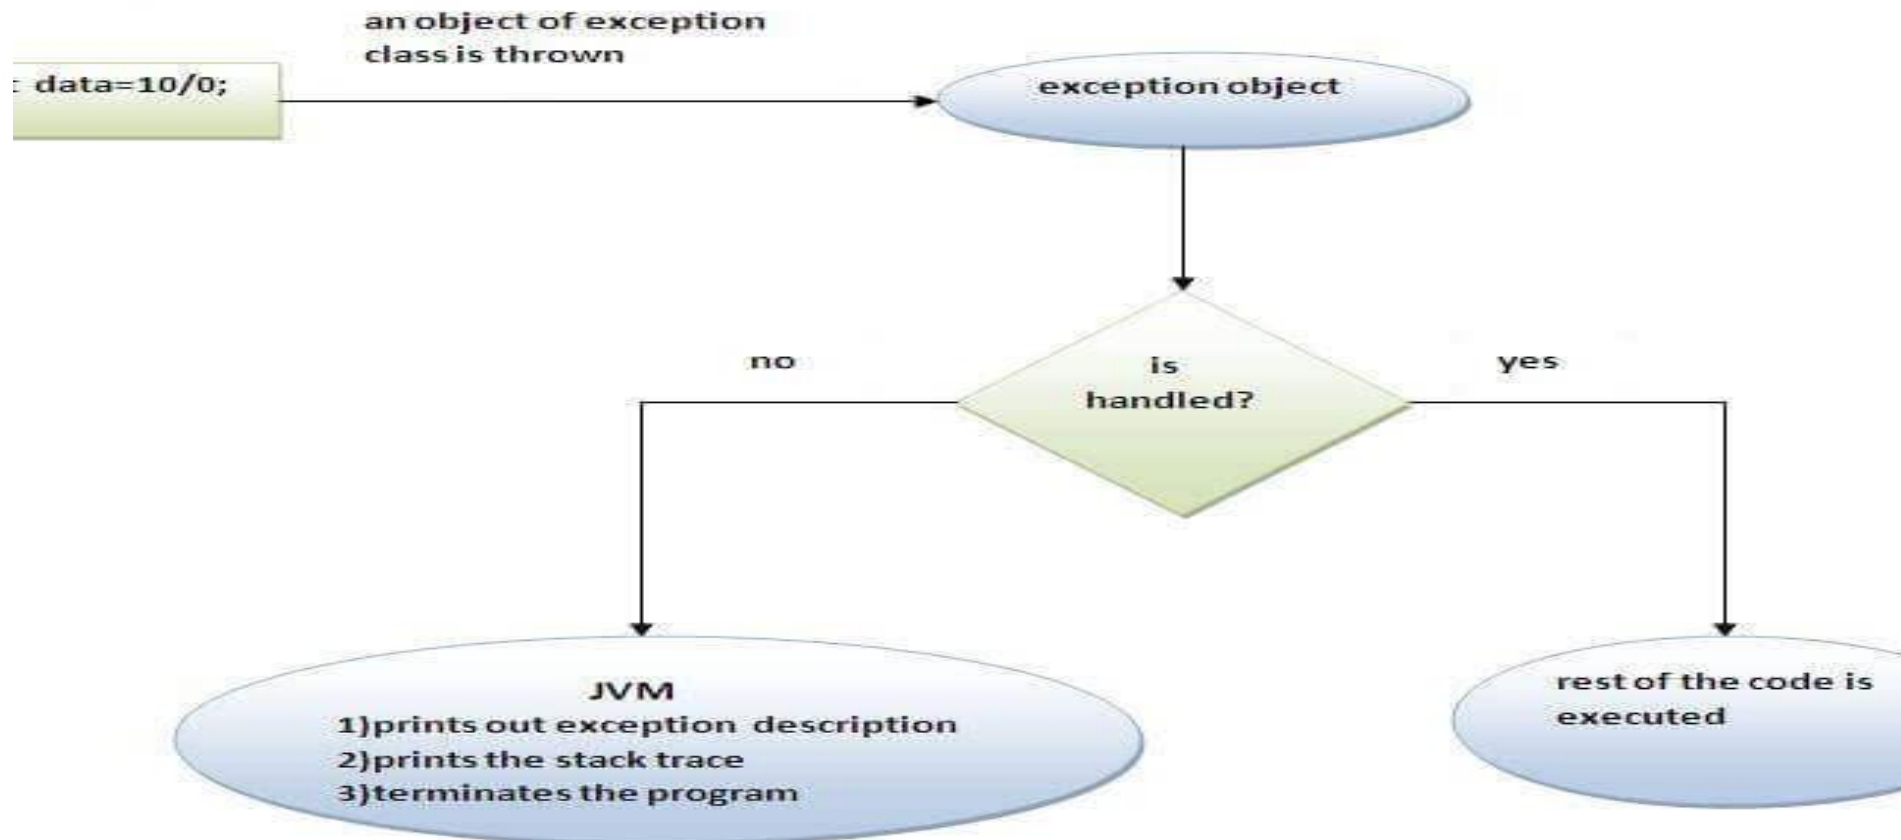 an object of exception
class is thrown
data=10/0;
exception object
no
is
handled?
yes
JVM
1)prints out exception description
2)prints the stack trace
3)terminates the program
rest of the code is
executed